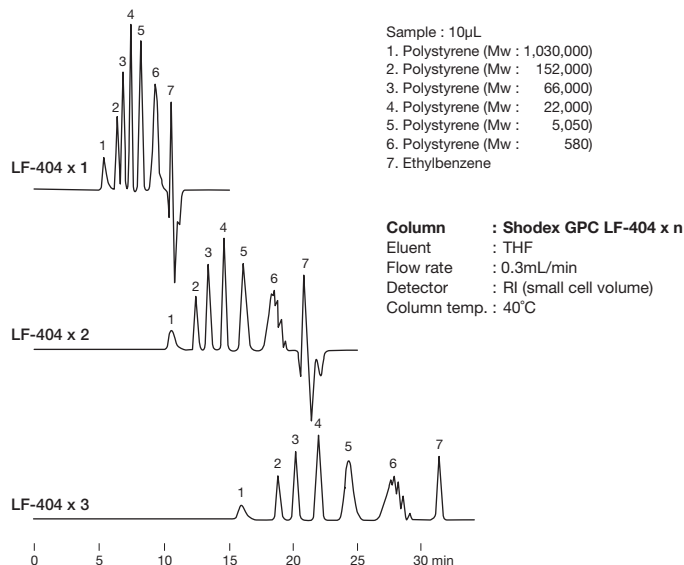 4
5
3
6
7
2
1
LF-404 x 1
Sample : 10µL
1. Polystyrene (Mw : 1,030,000)
2. Polystyrene (Mw : 152,000)
3. Polystyrene (Mw : 66,000)
4. Polystyrene (Mw : 22,000)
5. Polystyrene (Mw : 5,050)
6. Polystyrene (Mw : 580)
7. Ethylbenzene
Column : Shodex GPC LF-404 x n
Eluent : THF
Flow rate : 0.3mL/min
Detector : RI (small cell volume)
Column temp. : 40˚C
4
3
5
7
6
2
1
LF-404 x 2
4
3
5
7
6
2
1
LF-404 x 3
0 5 10 15 20 25 30 min